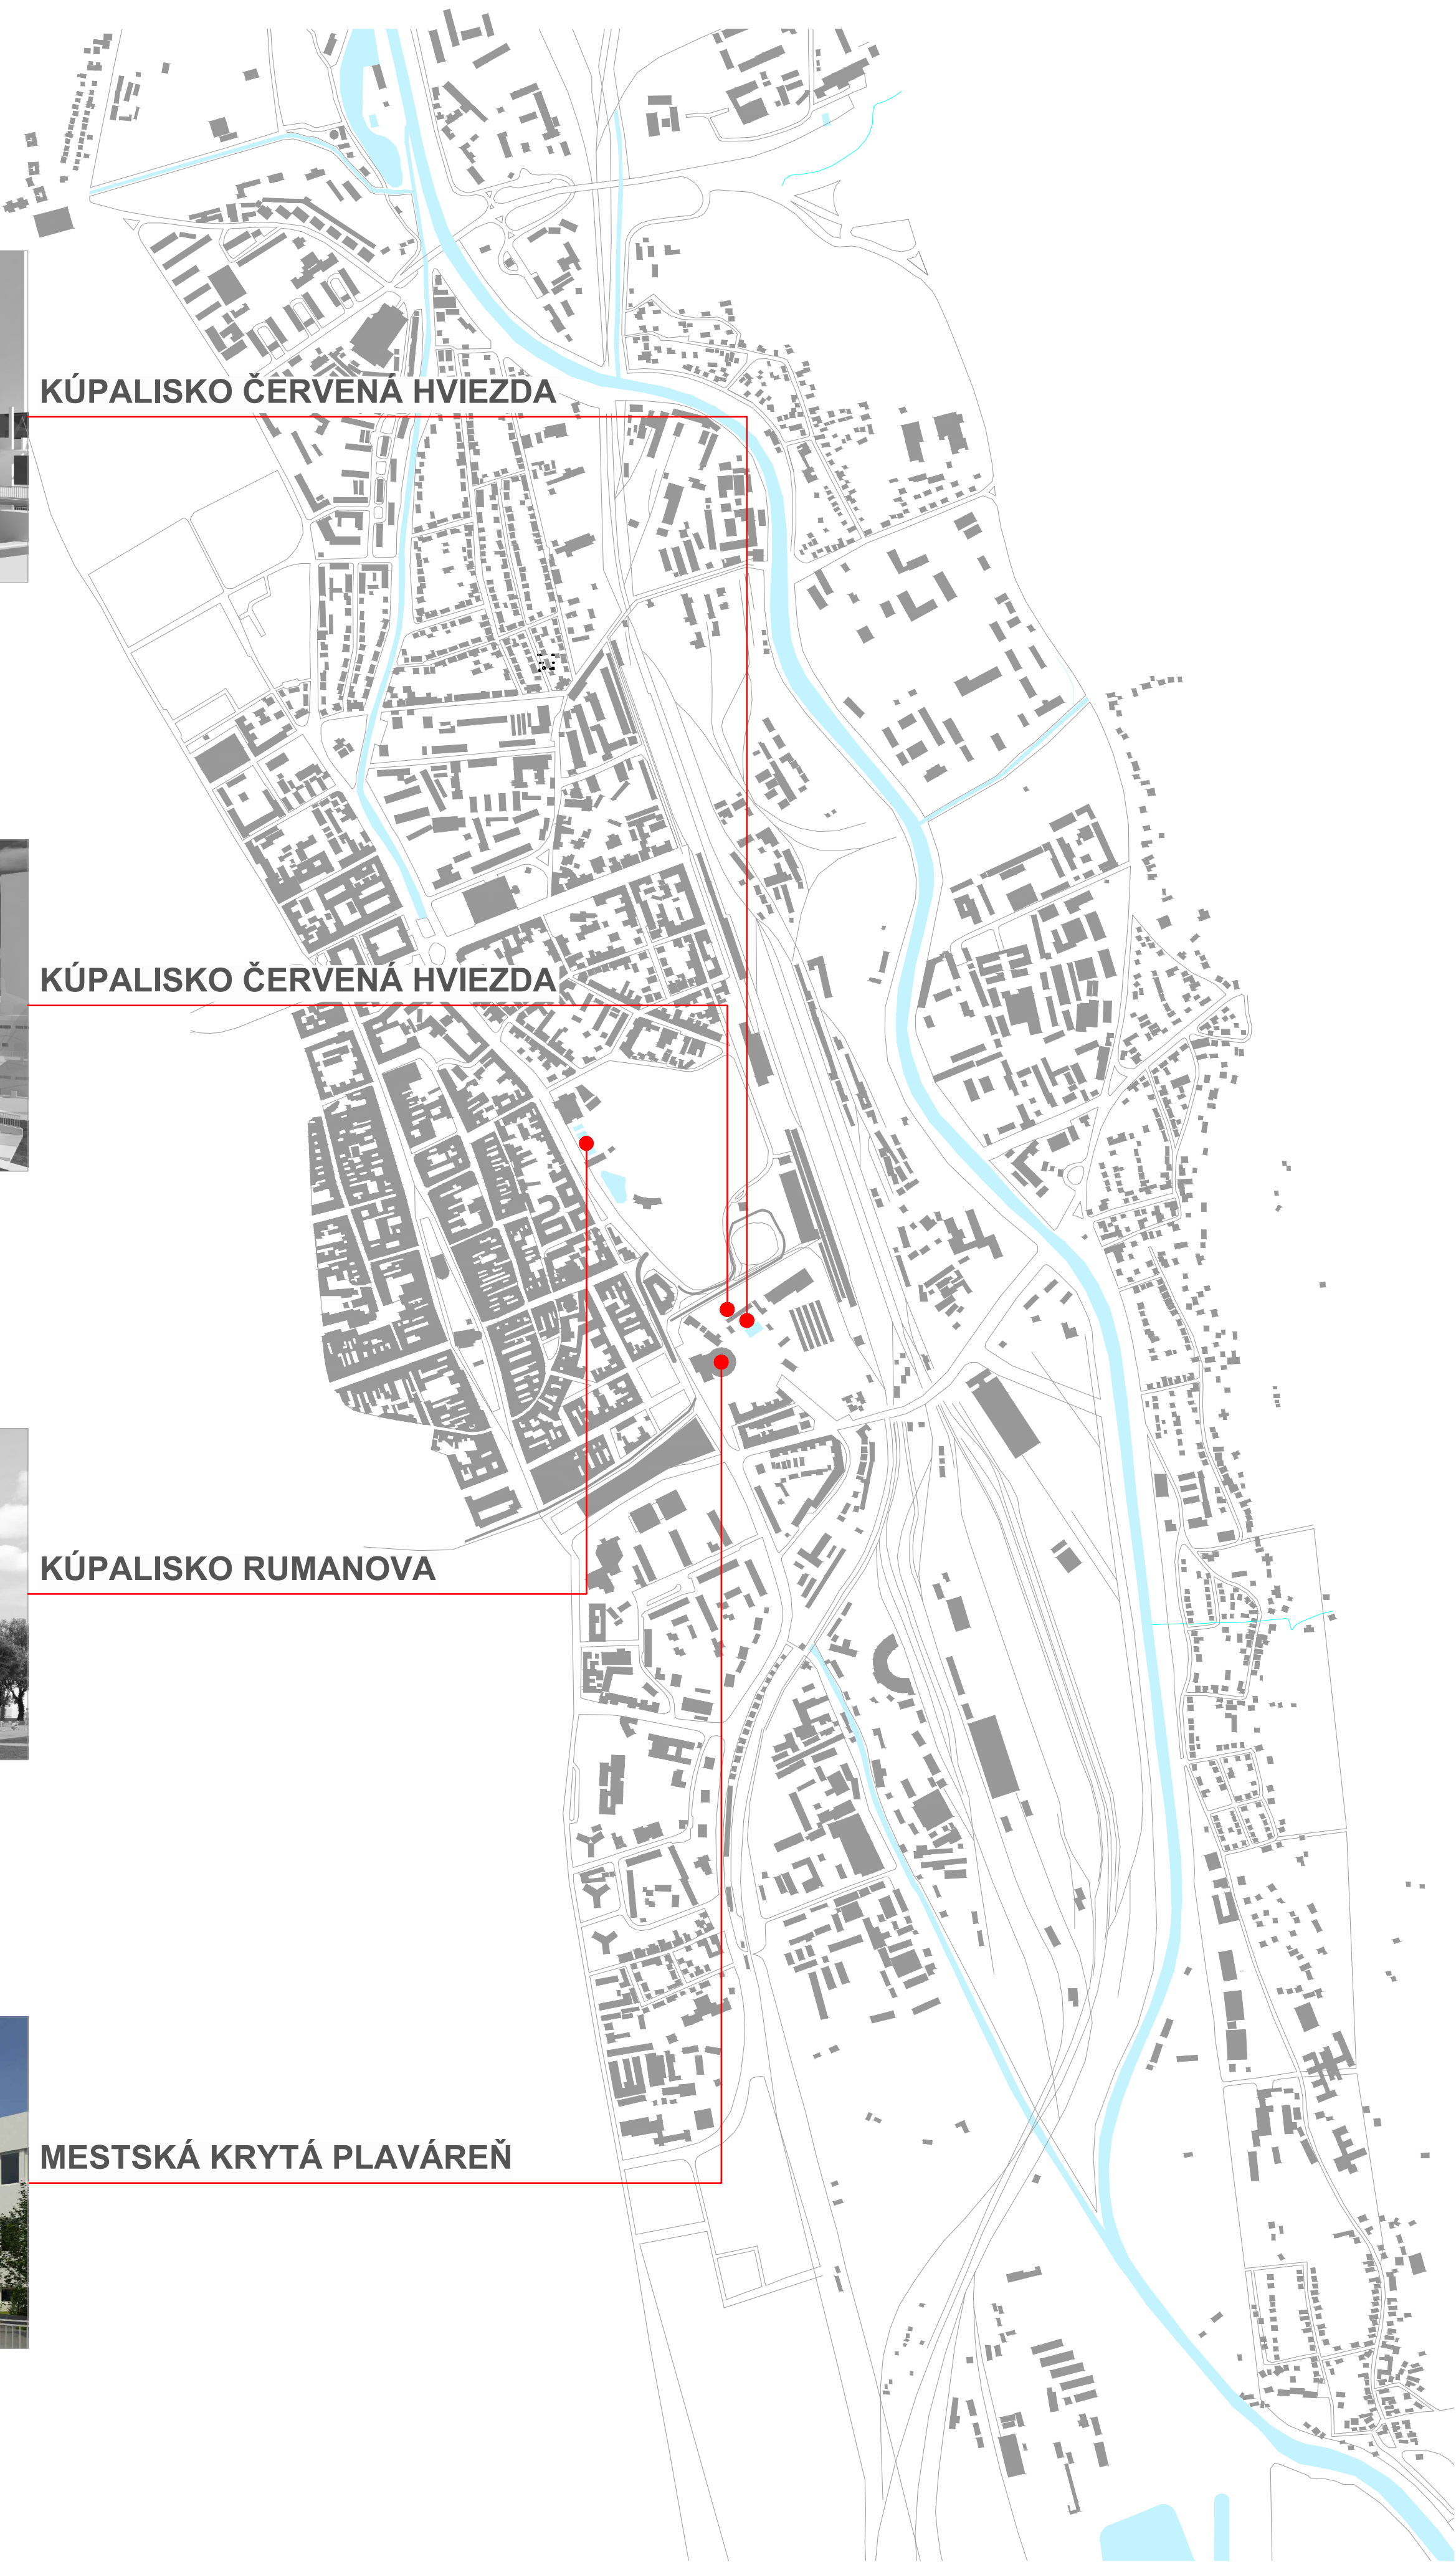 KÚPALISKO ČERVENÁ HVIEZDA
KÚPALISKO ČERVENÁ HVIEZDA
KÚPALISKO RUMANOVA
MESTSKÁ KRYTÁ PLAVÁREŇ